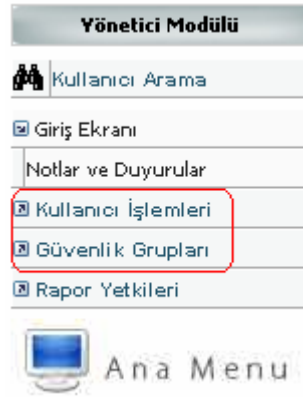 Yönetici Modülü
Kullanıcı Arama
Giriş Ekranı
Notlar ve Duyurular
Kullanıcı İşlemleri
Güvenlik Grupları
Rapor Yetkileri
Ana Menu